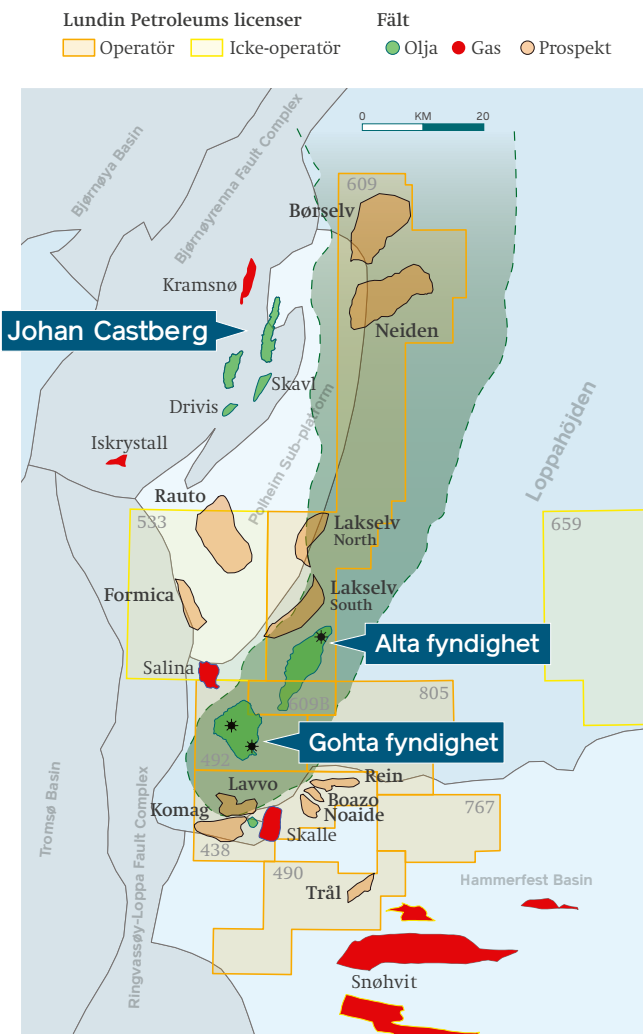 Lundin Petroleums licenser
Fält
Operatör
Icke-operatör
Olja
Gas
Prospekt
0 KM 20
Bjørnøya Basin
Bjørnøyrenna Fault Complex
609
Børselv
Kramsnø
Neiden
Johan Castberg
Skavl
Drivis
Polheim Sub-platform
Loppahöjden
Iskrystall
Rauto
533
Lakselv
North
659
Formica
Lakselv
South
Alta fyndighet
Salina
609B
805
Gohta fyndighet
492
Rein
Lavvo
Boazo
Komag
Noaide
767
Skalle
438
490
Tromsø Basin
Ringvassøy-Loppa Fault Complex
Trål
Hammerfest Basin
Snøhvit